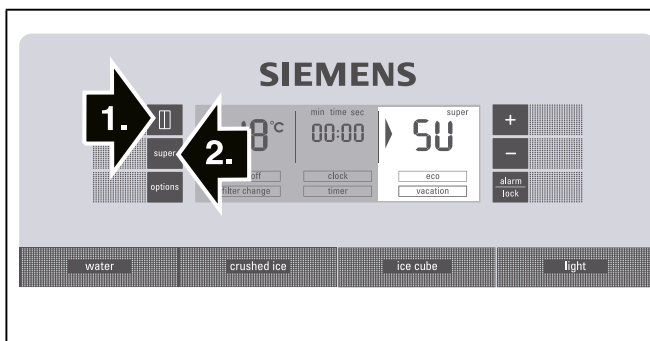 SIEMENS
1.
2.
super
options
°C
min time sec
00:00
super
SU
off
clock
eco
filter change
timer
vacation
+
−
alarm
lock
water
crushed ice
ice cube
light